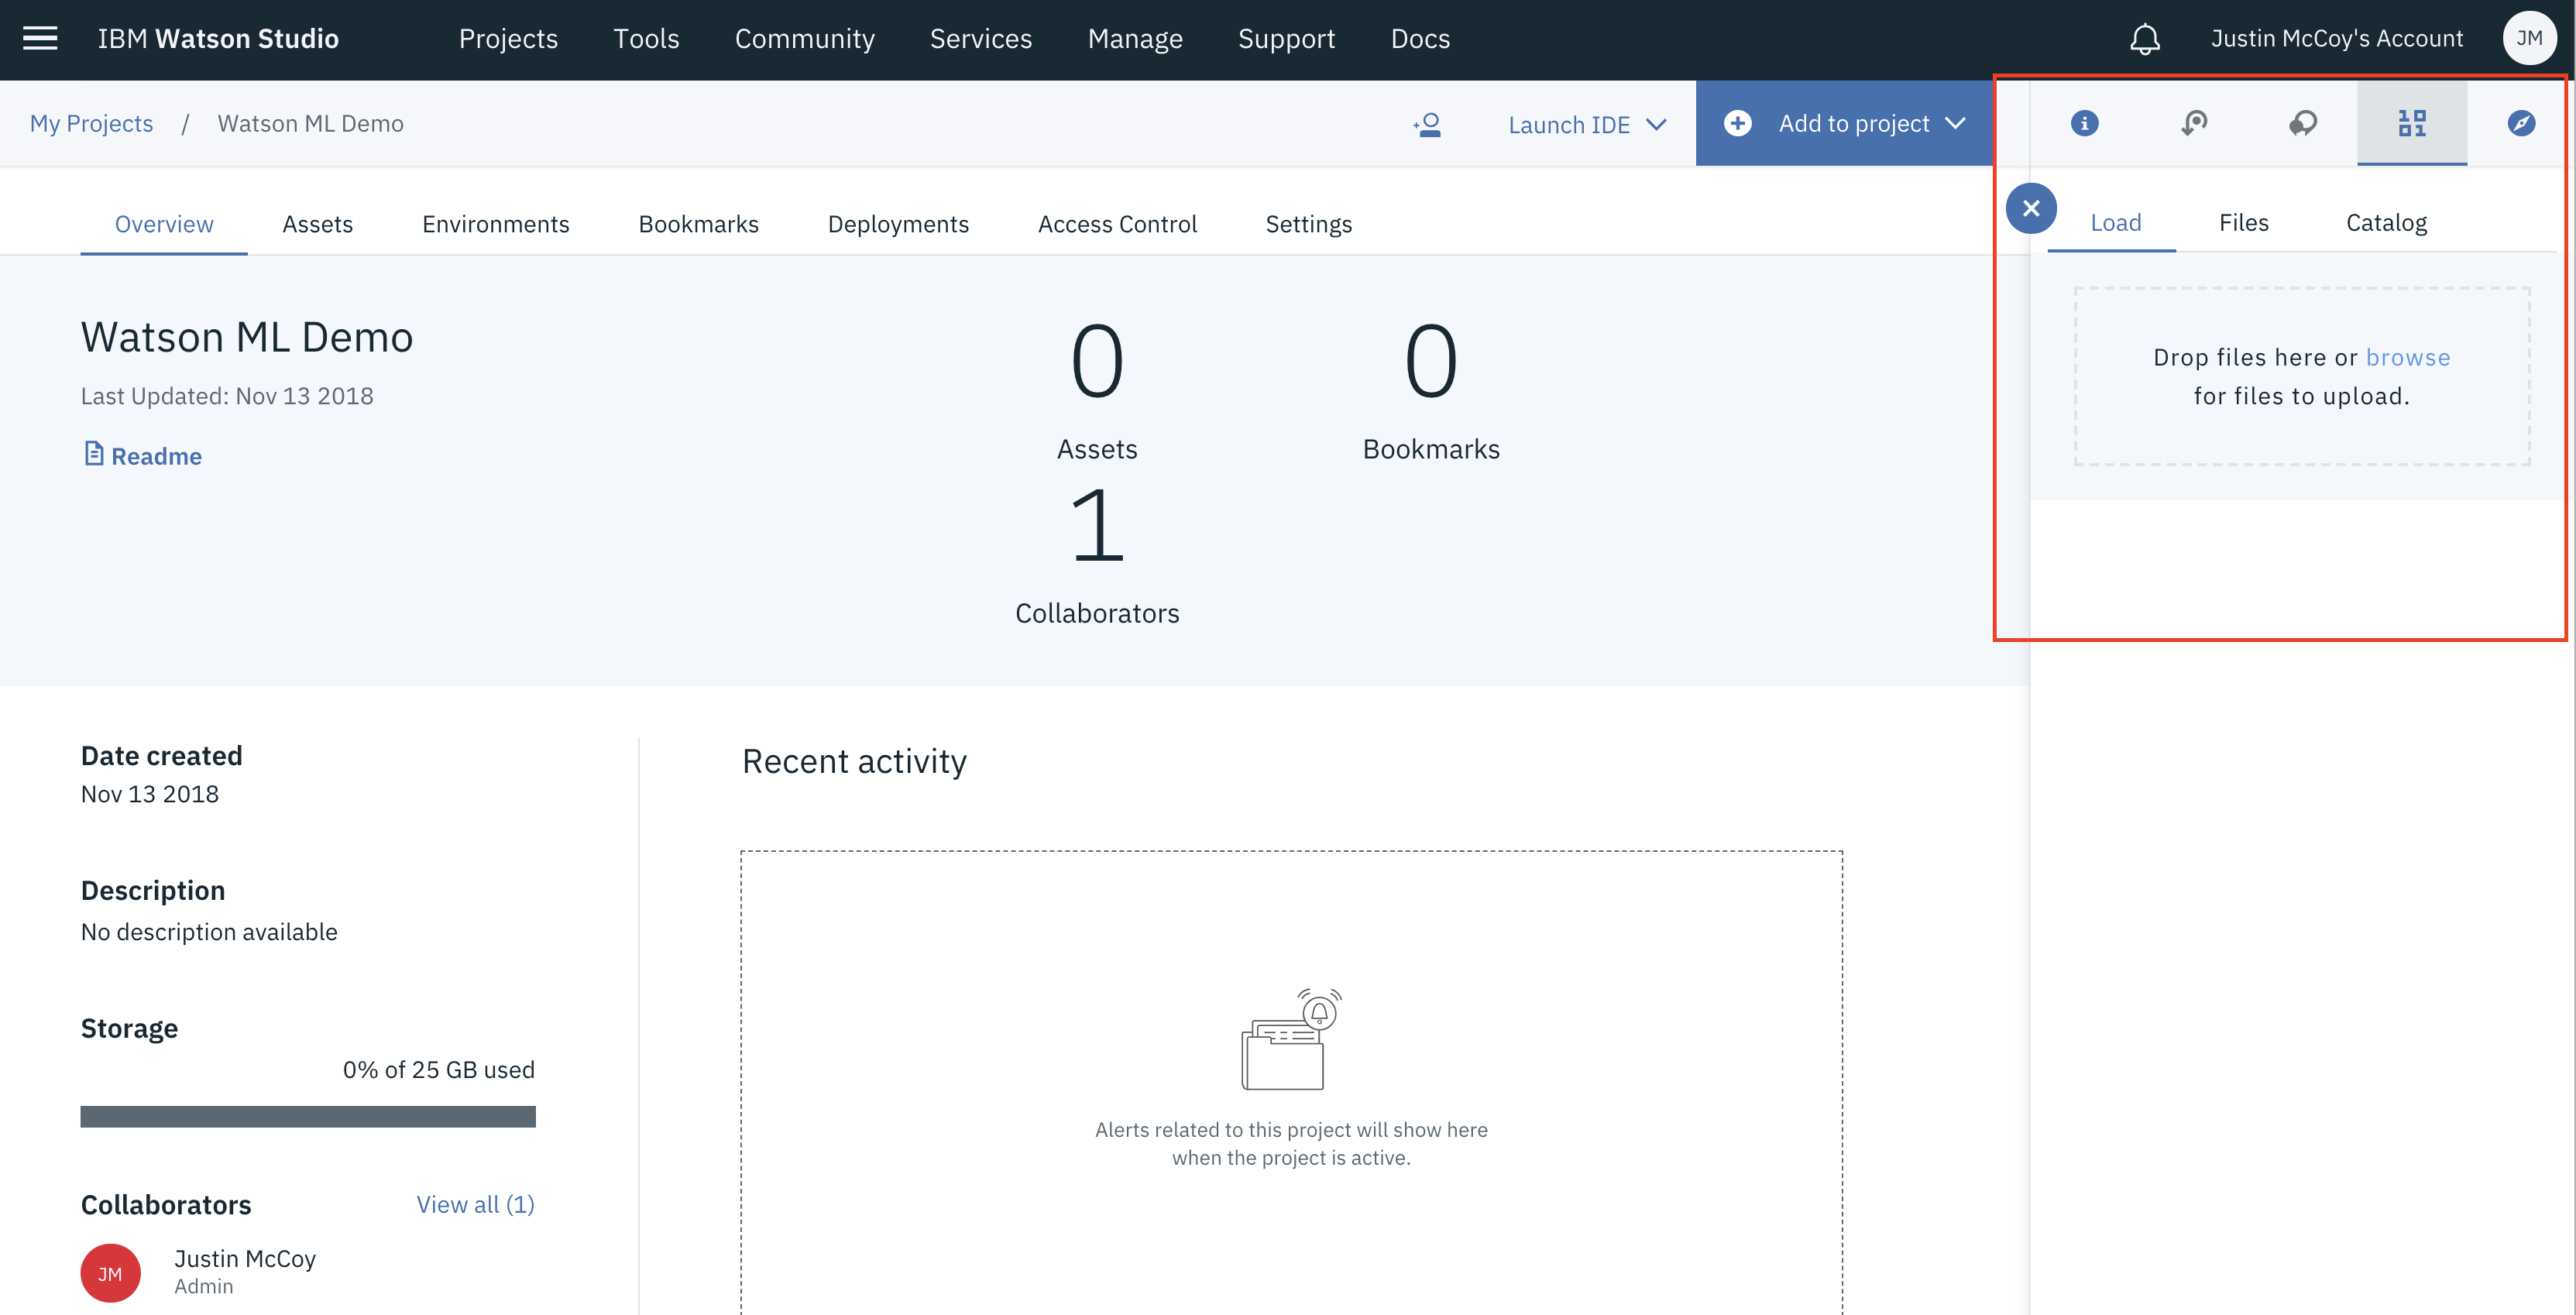 IBM Watson Studio
Projects
Tools
Community
Services
Manage
Support
Docs
Justin McCoy's Account
JM
My Projects / Watson ML Demo
Launch IDE
Add to project
Overview
Assets
Environments
Bookmarks
Deployments
Access Control
Settings
Load
Files
Catalog
Drop files here or browse
for files to upload.
Watson ML Demo
Last Updated: Nov 13 2018
Readme
0
Assets
0
Bookmarks
1
Collaborators
Date created
Nov 13 2018
Description
No description available
Storage
0% of 25 GB used
Collaborators
View all (1)
JM
Justin McCoy
Admin
Recent activity
Alerts related to this project will show here
when the project is active.